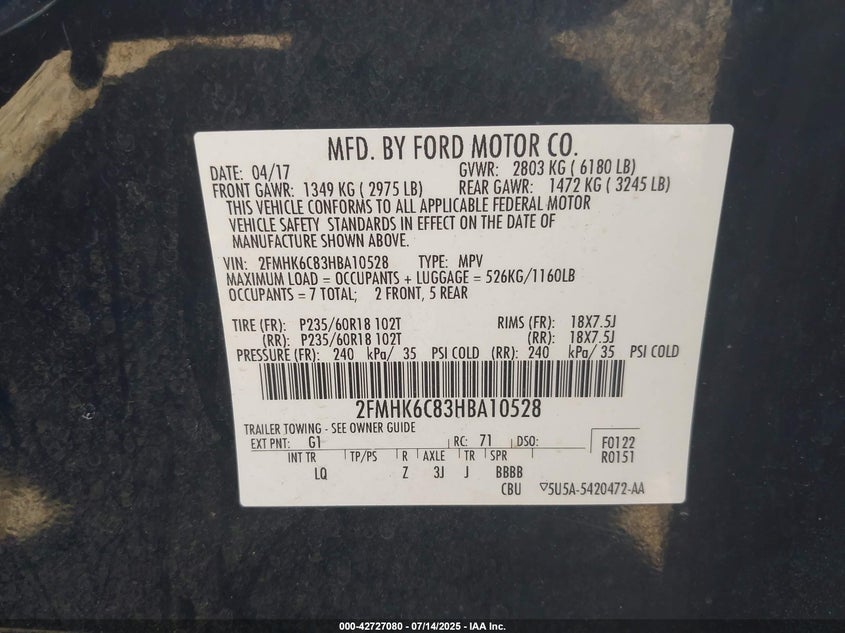 MFD. BY FORD MOTOR CO.
DATE: 04/17 GVWR: 2803 KG ( 6180 LB)
FRONT GAWR: 1349 KG ( 2975 LB) REAR GAWR: 1472 KG ( 3245 LB)
THIS VEHICLE CONFORMS TO ALL APPLICABLE FEDERAL MOTOR
VEHICLE SAFETY STANDARDS IN EFFECT ON THE DATE OF
MANUFACTURE SHOWN ABOVE.
VIN: 2FMHK6C83HBA10528 TYPE: MPV
MAXIMUM LOAD = OCCUPANTS + LUGGAGE = 526KG/1160LB
OCCUPANTS = 7 TOTAL; 2 FRONT, 5 REAR
TIRE (FR): P235/60R18 102T RIMS (FR): 18X7.5J
(RR): P235/60R18 102T (RR): 18X7.5J
PRESSURE (FR): 240 kPa/ 35 PSI COLD (RR): 240 kPa/ 35 PSI COLD
2FMHK6C83HBA10528
TRAILER TOWING - SEE OWNER GUIDE
EXT PNT: G1 RC: 71 DSO: F0122
R0151
INT TR TP/PS R AXLE TR SPR
LQ Z 3J J BBBB
CBU ▽5U5A-5420472-AA
000-42727080 - 07/14/2025 - IAA Inc.